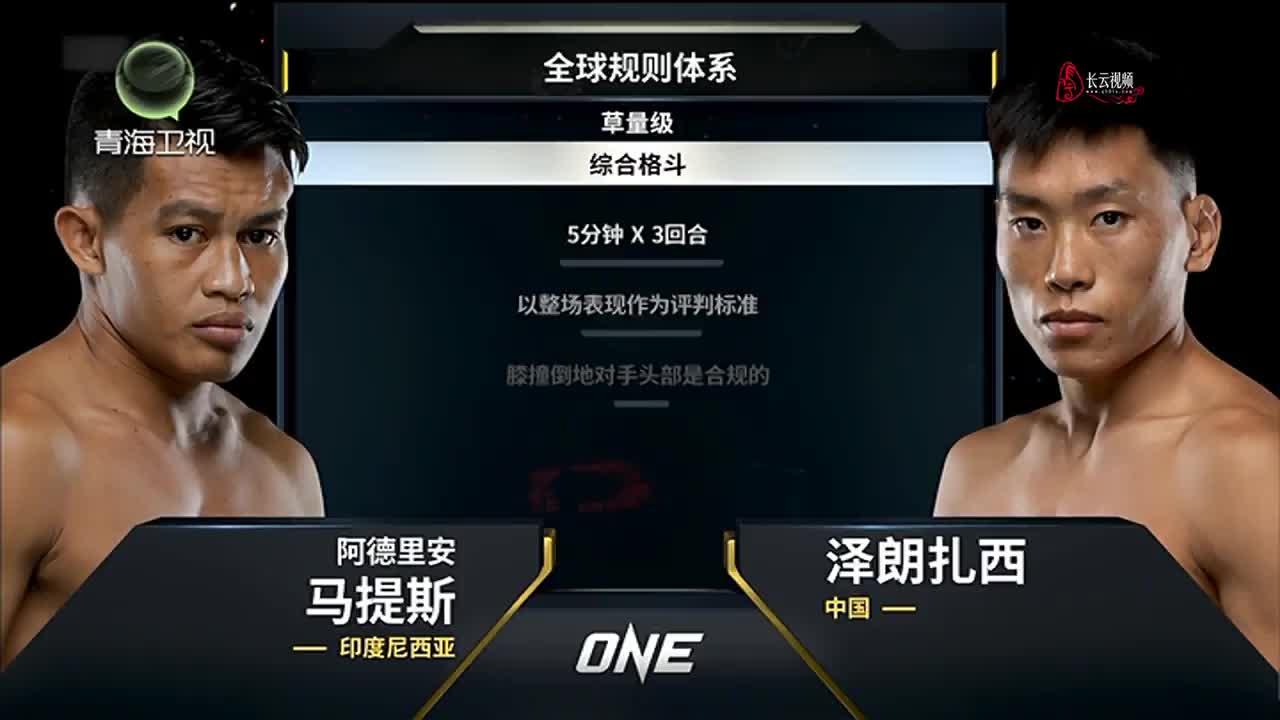 全球规则体系
青海卫视
长云视频
草量级
综合格斗
5分钟 X 3回合
以整场表现作为评判标准
膝撞倒地对手头部是合规的
阿德里安
马提斯
印度尼西亚
泽朗扎西
中国
ONE